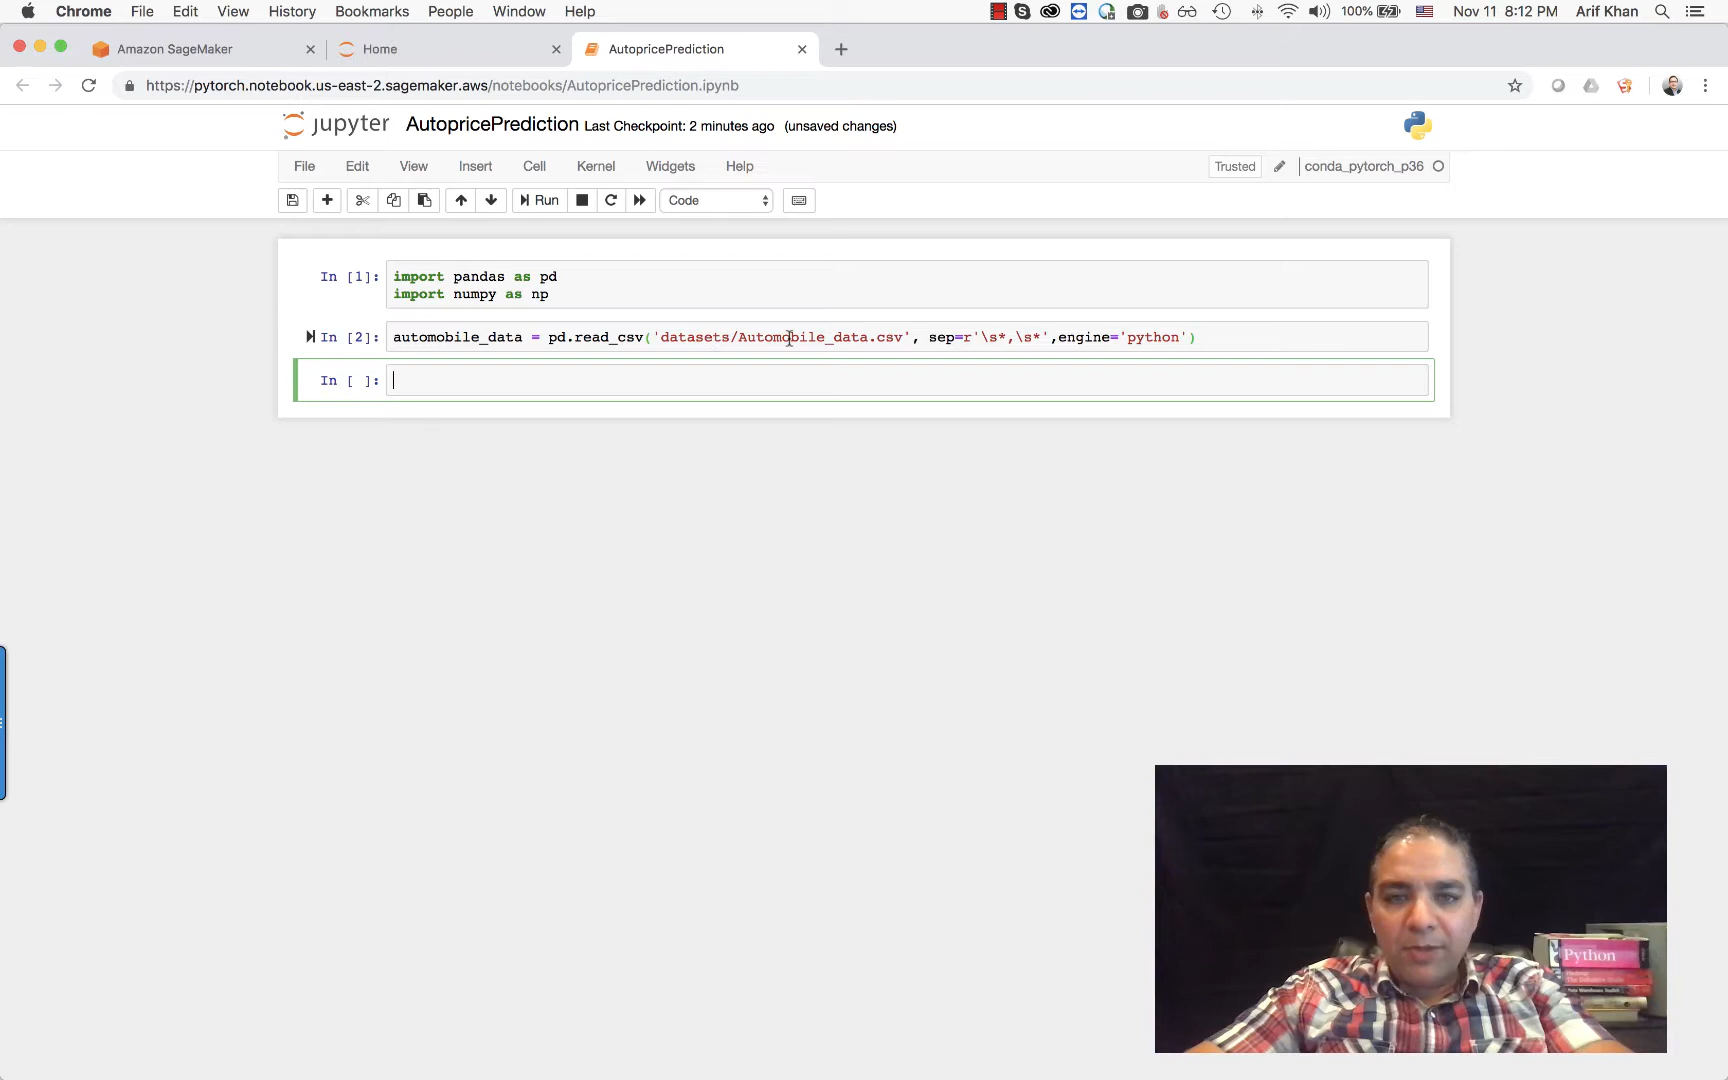 Chrome File Edit View History Bookmarks People Window Help 100% Nov 11 8:12 PM Arif Khan
Amazon SageMaker Home AutopricePrediction
https://pytorch.notebook.us-east-2.sagemaker.aws/notebooks/AutopricePrediction.ipynb
jupyter AutopricePrediction Last Checkpoint: 2 minutes ago (unsaved changes)
File Edit View Insert Cell Kernel Widgets Help Trusted conda_pytorch_p36
Run Code
In [1]: import pandas as pd
import numpy as np
In [2]: automobile_data = pd.read_csv('datasets/Automobile_data.csv', sep=r'\s*,\s*',engine='python')
In [ ]:
Python